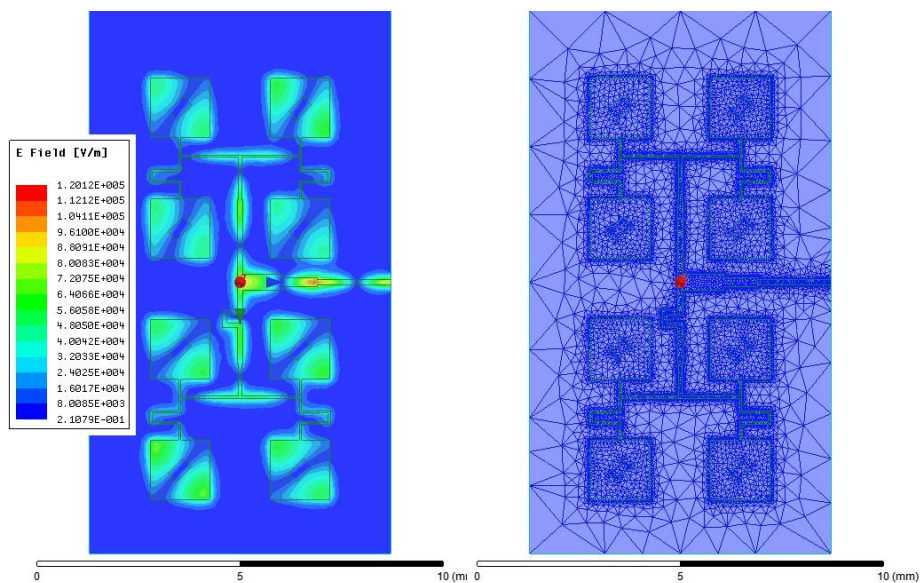 E Field [V/m]
1.2012E+005
1.1212E+005
1.0411E+005
9.6100E+004
8.8091E+004
8.0083E+004
7.2075E+004
6.4066E+004
5.6058E+004
4.8050E+004
4.0042E+004
3.2033E+004
2.4025E+004
1.6017E+004
8.0085E+003
2.1079E-001
0 5 10 (m
0 5 10 (mm)